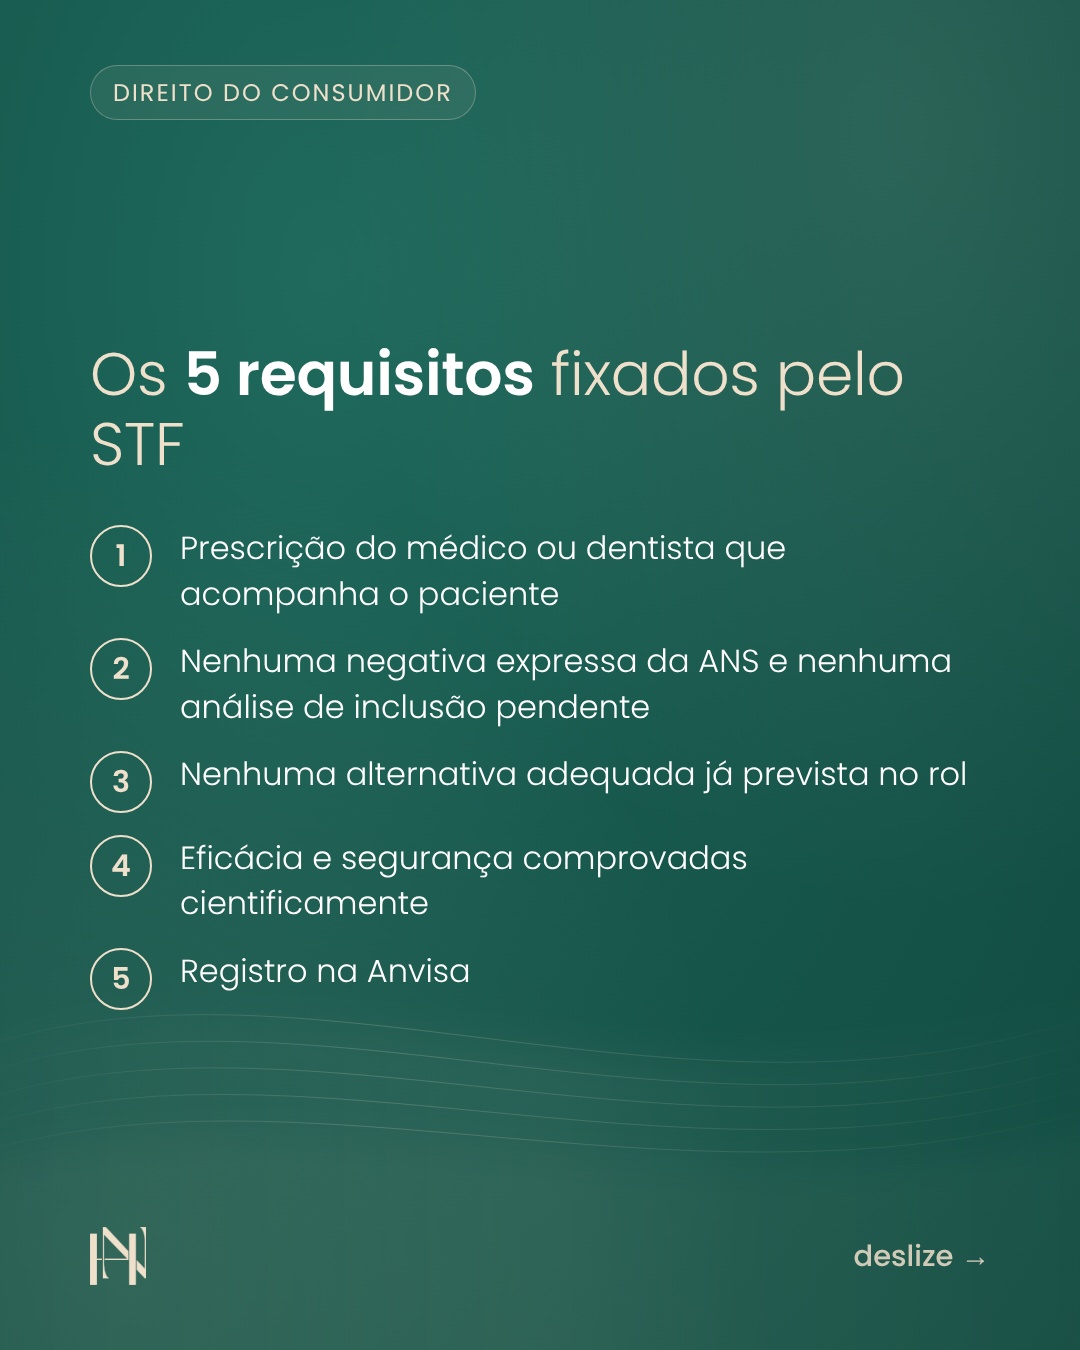 DIREITO DO CONSUMIDOR
Os 5 requisitos fixados pelo
STF
1 Prescrição do médico ou dentista que
acompanha o paciente
2 Nenhuma negativa expressa da ANS e nenhuma
análise de inclusão pendente
3 Nenhuma alternativa adequada já prevista no rol
4 Eficácia e segurança comprovadas
cientificamente
5 Registro na Anvisa
deslize →